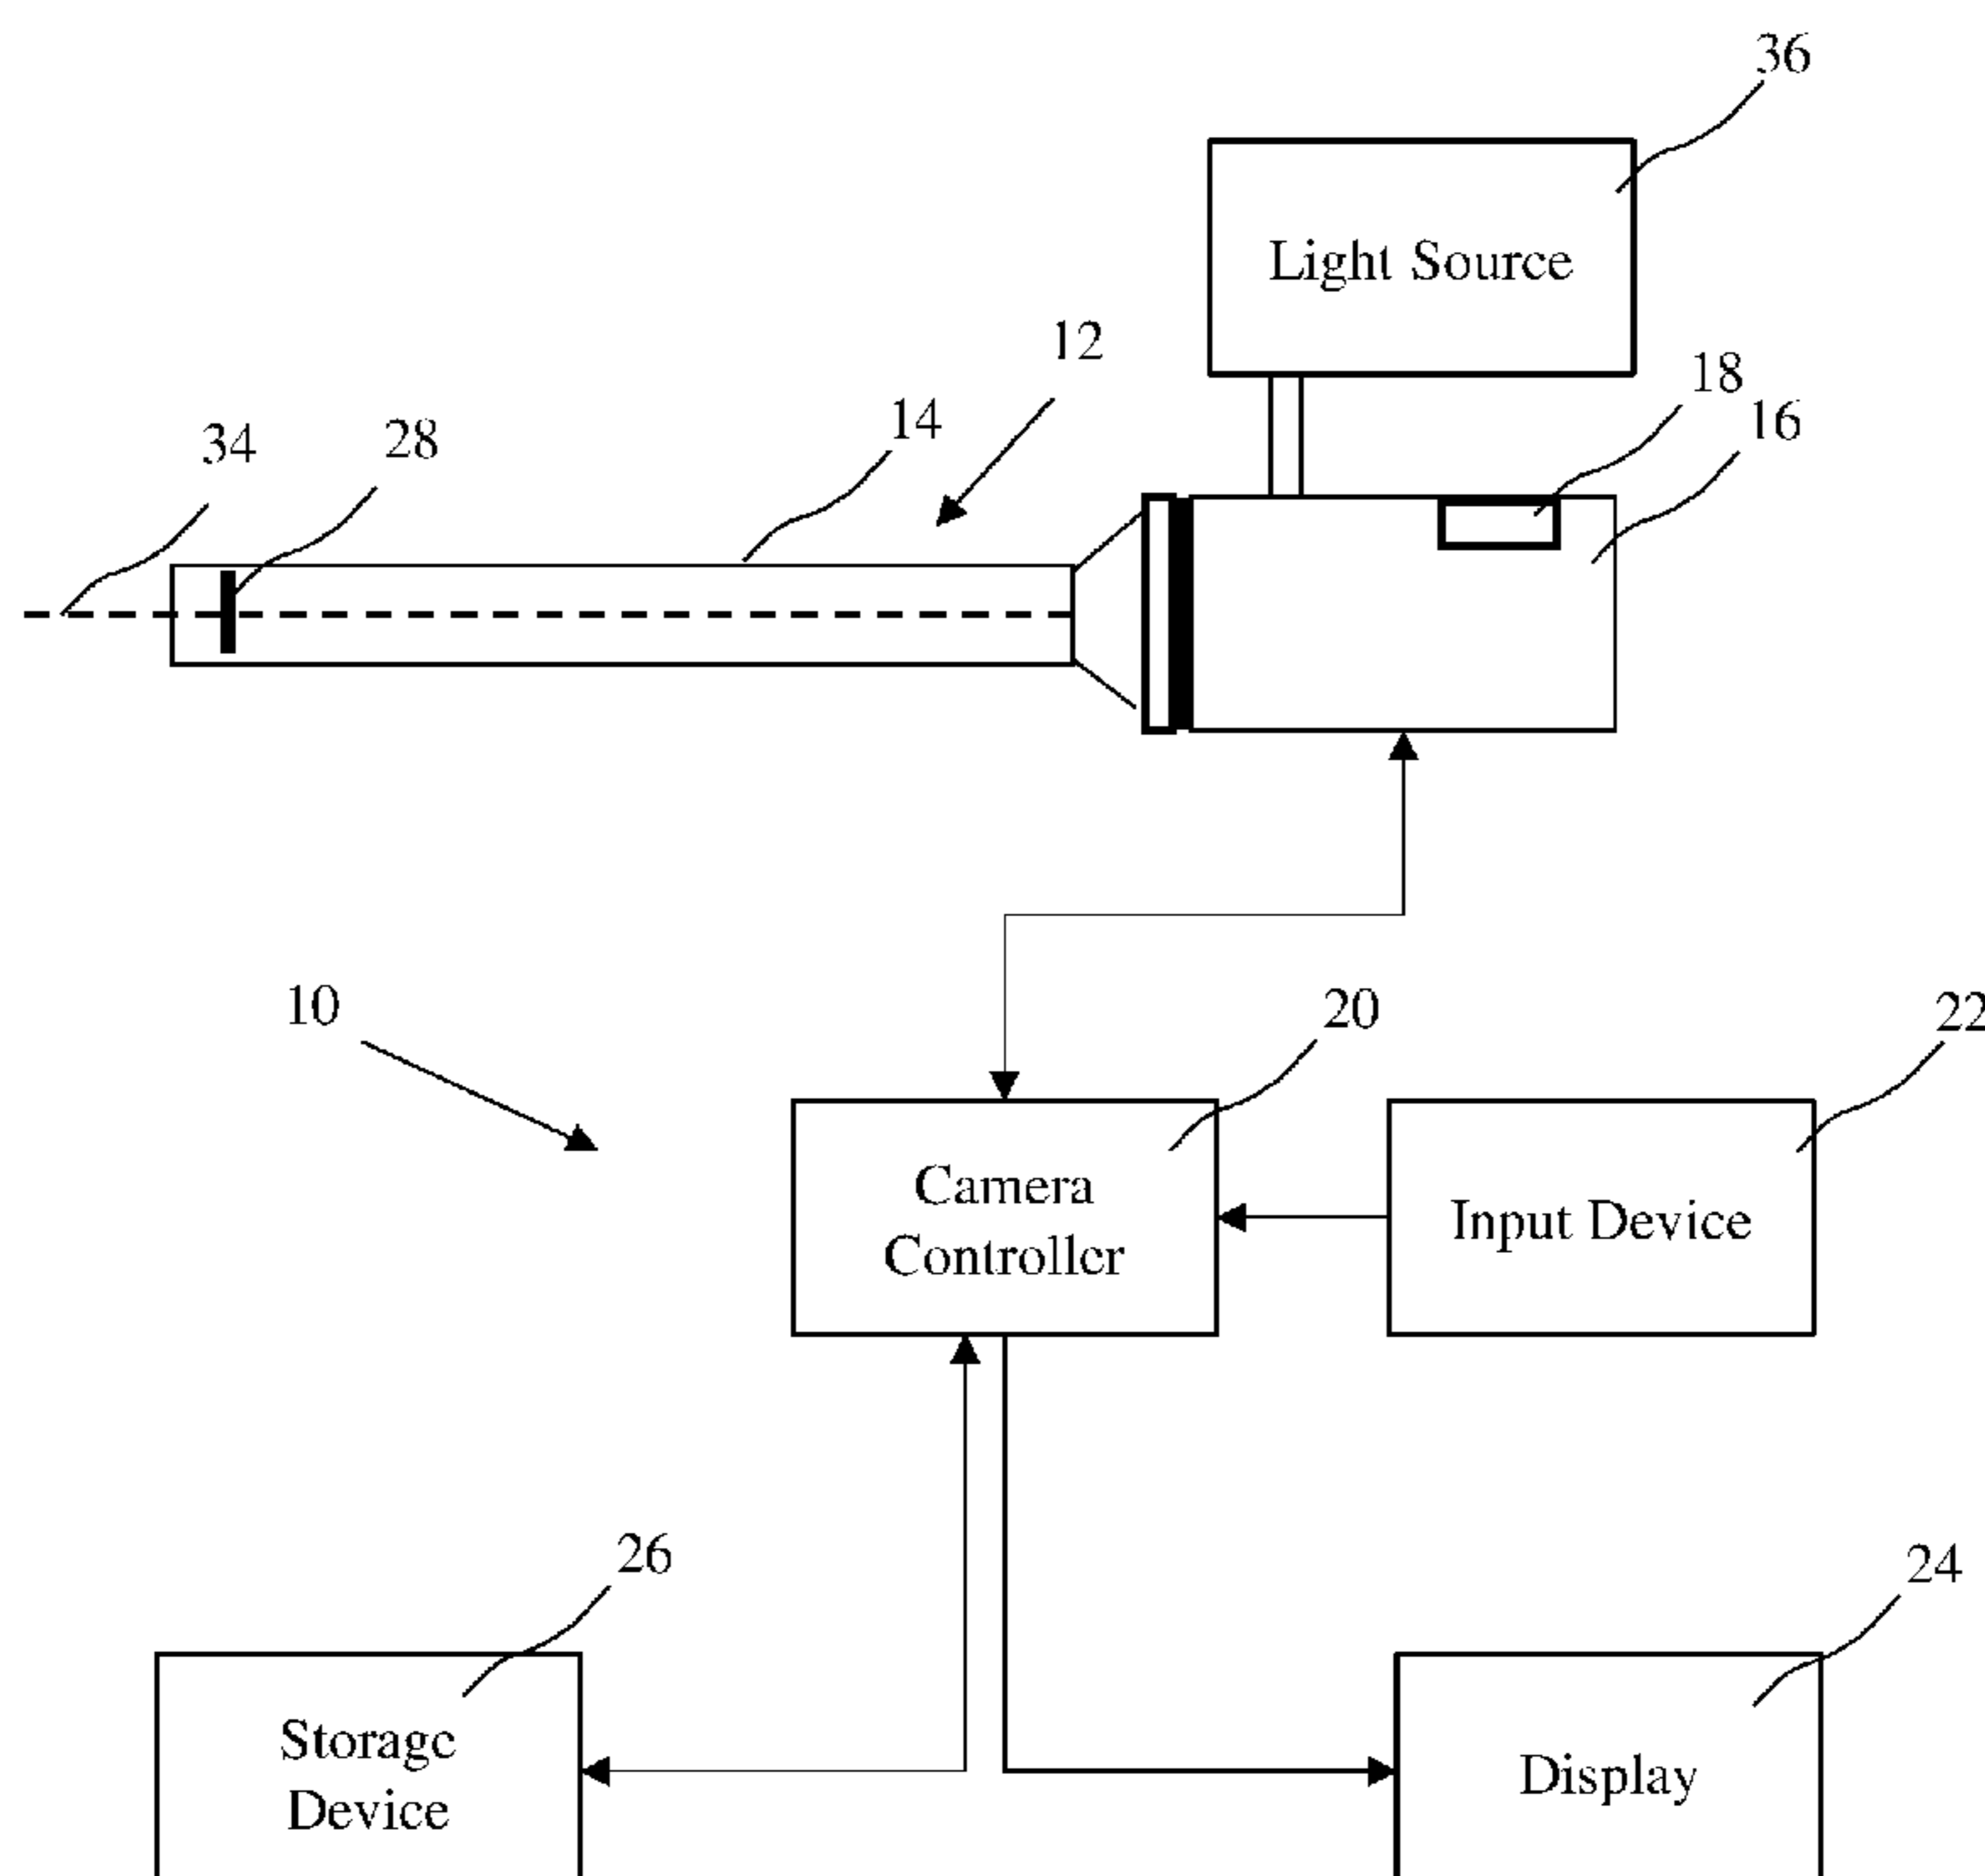 36
Light Source
12
18
14
16
34
28
10
20
22
Camera
Controller
Input Device
26
24
Storage
Device
Display